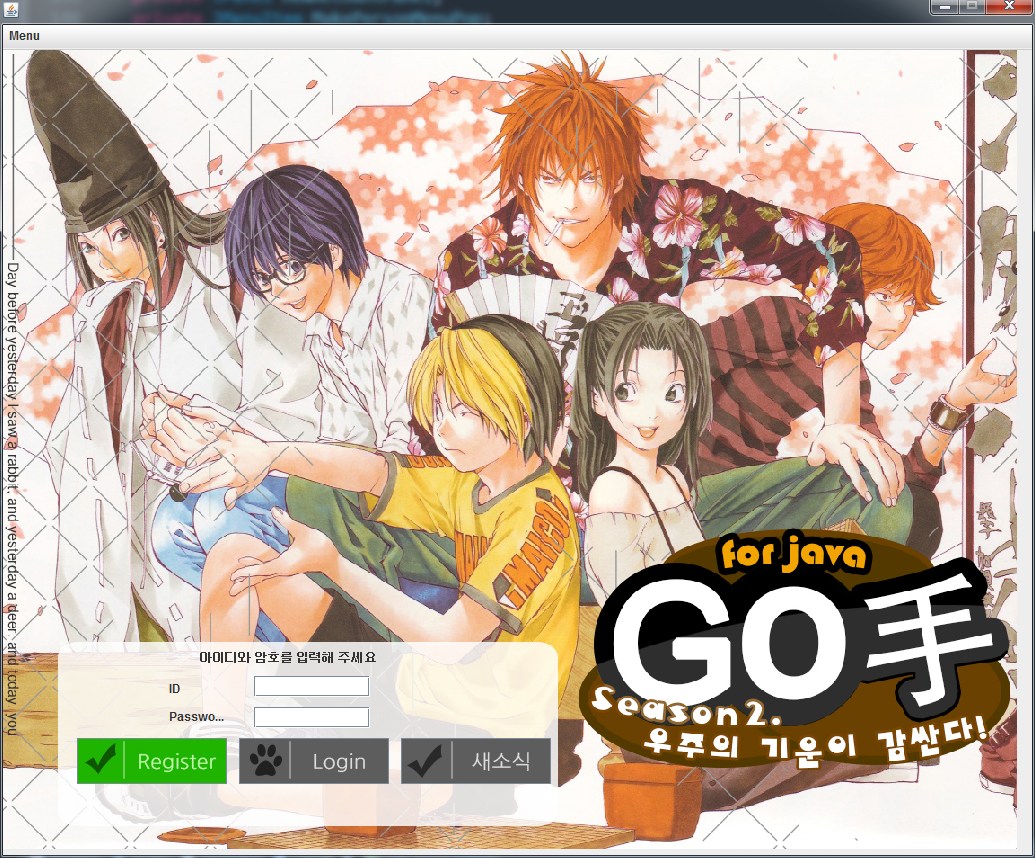 Menu
Day before yesterday I saw a rabbit, and yesterday a deer, and today, you
아이디와 암호를 입력해 주세요
ID
Passwo...
Register
Login
새소식
for java
GO手
Season2.
우주의 기운이 감싼다!